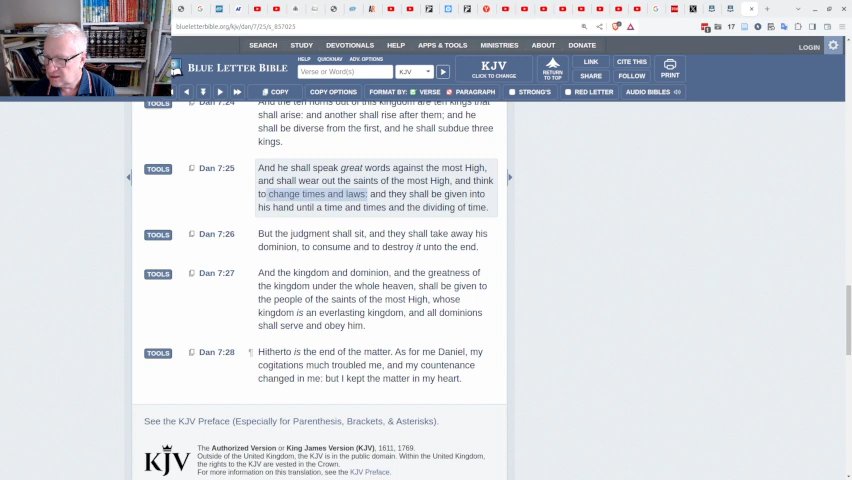 blueletterbible.org/kjv/dan/7/25/s_857025
SEARCH STUDY DEVOTIONALS HELP APPS & TOOLS MINISTRIES ABOUT DONATE
LOGIN
BLUE LETTER BIBLE
HELP QUICKNAV ADV. OPTIONS
Verse or Word(s)
KJV
KJV
CLICK TO CHANGE
RETURN TO TOP
LINK
CITE THIS
SHARE
FOLLOW
PRINT
COPY COPY OPTIONS FORMAT BY: VERSE PARAGRAPH STRONG'S RED LETTER AUDIO BIBLES
TOOLS Dan 7:24 And the ten horns out of this kingdom are ten kings that
shall arise: and another shall rise after them; and he
shall be diverse from the first, and he shall subdue three
kings.
TOOLS Dan 7:25 And he shall speak great words against the most High,
and shall wear out the saints of the most High, and think
to change times and laws: and they shall be given into
his hand until a time and times and the dividing of time.
TOOLS Dan 7:26 But the judgment shall sit, and they shall take away his
dominion, to consume and to destroy it unto the end.
TOOLS Dan 7:27 And the kingdom and dominion, and the greatness of
the kingdom under the whole heaven, shall be given to
the people of the saints of the most High, whose
kingdom is an everlasting kingdom, and all dominions
shall serve and obey him.
TOOLS Dan 7:28 ¶ Hitherto is the end of the matter. As for me Daniel, my
cogitations much troubled me, and my countenance
changed in me: but I kept the matter in my heart.
See the KJV Preface (Especially for Parenthesis, Brackets, & Asterisks).
KJV
The Authorized Version or King James Version (KJV), 1611, 1769.
Outside of the United Kingdom, the KJV is in the public domain. Within the United Kingdom,
the rights to the KJV are vested in the Crown.
For more information on this translation, see the KJV Preface.